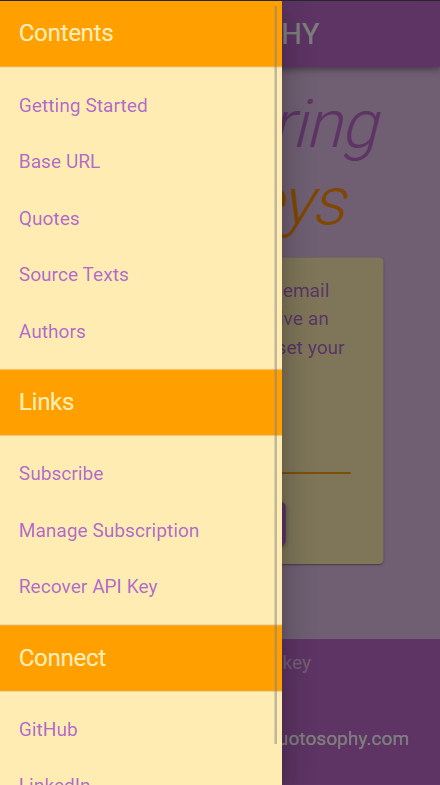 Contents
HY
Getting Started
ring
Base URL
Quotes
ys
Source Texts
email
ve an
Authors
set your
Links
Subscribe
Manage Subscription
Recover API Key
Connect
key
GitHub
uotosophy.com
LinkedIn